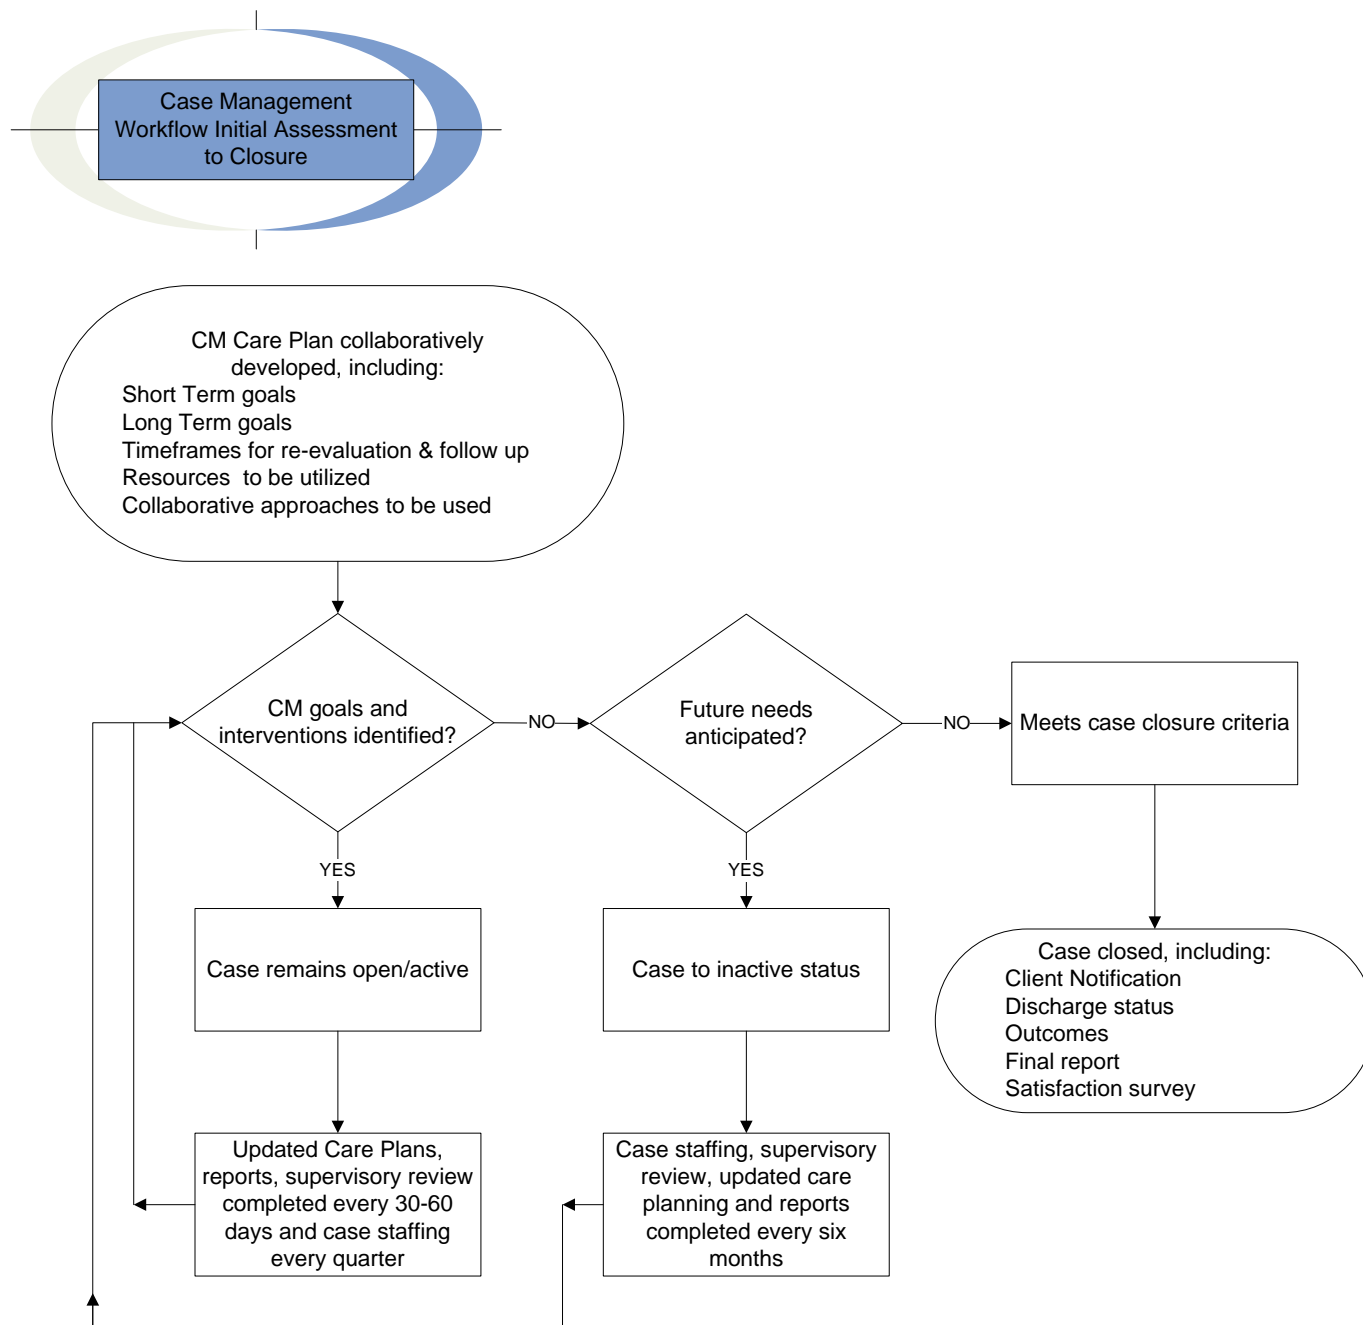 Case Management
Workflow Initial Assessment
to Closure
CM Care Plan collaboratively
developed, including:
Short Term goals
Long Term goals
Timeframes for re-evaluation & follow up
Resources  to be utilized
Collaborative approaches to be used
CM goals and
interventions identified?
NO
Future needs
anticipated?
NO
Meets case closure criteria
YES
YES
Case remains open/active
Case to inactive status
Case closed, including:
Client Notification
Discharge status
Outcomes
Final report
Satisfaction survey
Updated Care Plans,
reports, supervisory review
completed every 30-60
days and case staffing
every quarter
Case staffing, supervisory
review, updated care
planning and reports
completed every six
months